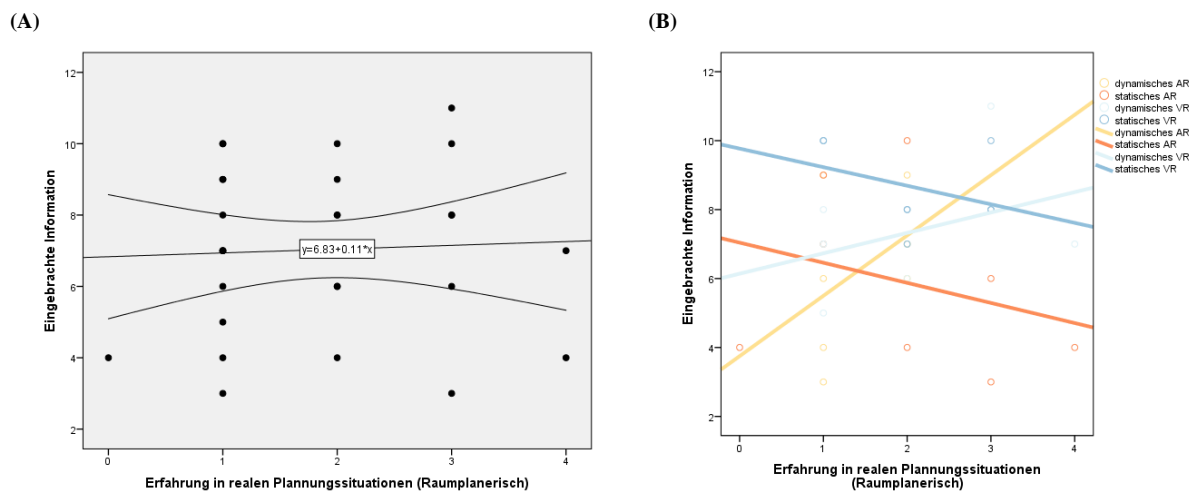 (A)
(B)
12
10
8
6
4
2
Eingebrachte Information
y=6.83+0.11*x
0 1 2 3 4
Erfahrung in realen Plannungssituationen (Raumplanerisch)
12
10
8
6
4
2
Eingebrachte Information
0 1 2 3 4
Erfahrung in realen Plannungssituationen
(Raumplanerisch)
dynamisches AR
statisches AR
dynamisches VR
statisches VR
dynamisches AR
statisches AR
dynamisches VR
statisches VR